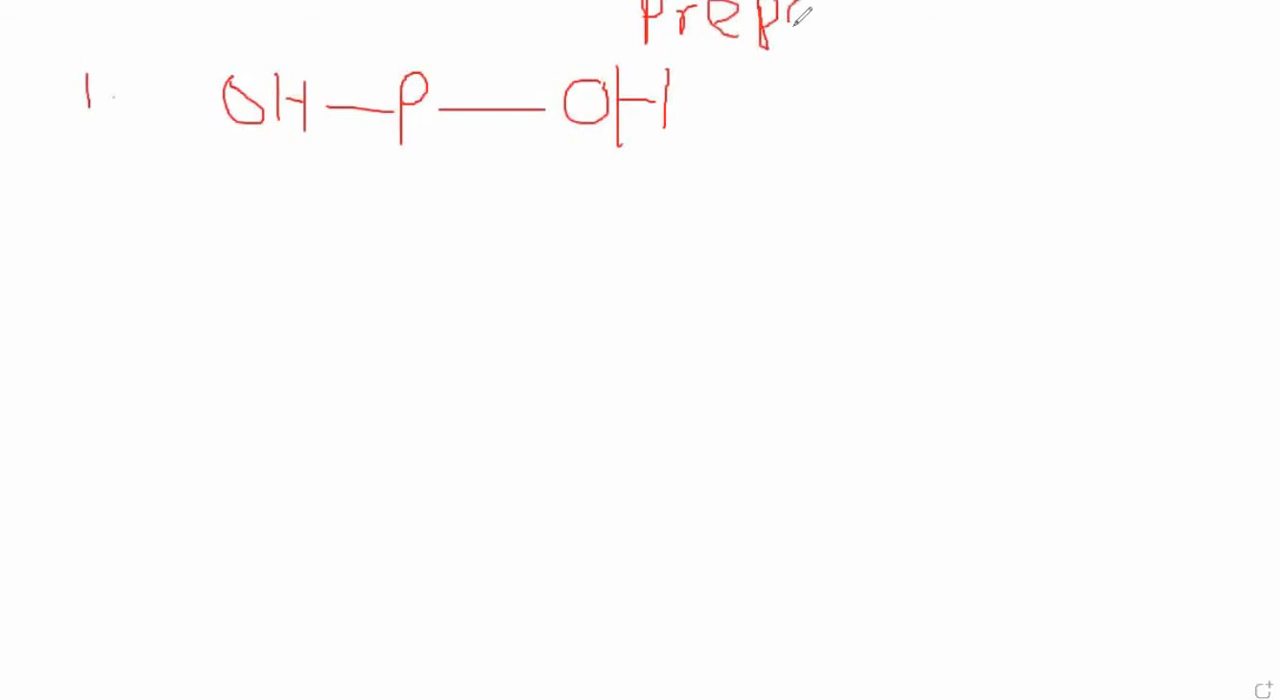 Prep
1. OH — P — OH